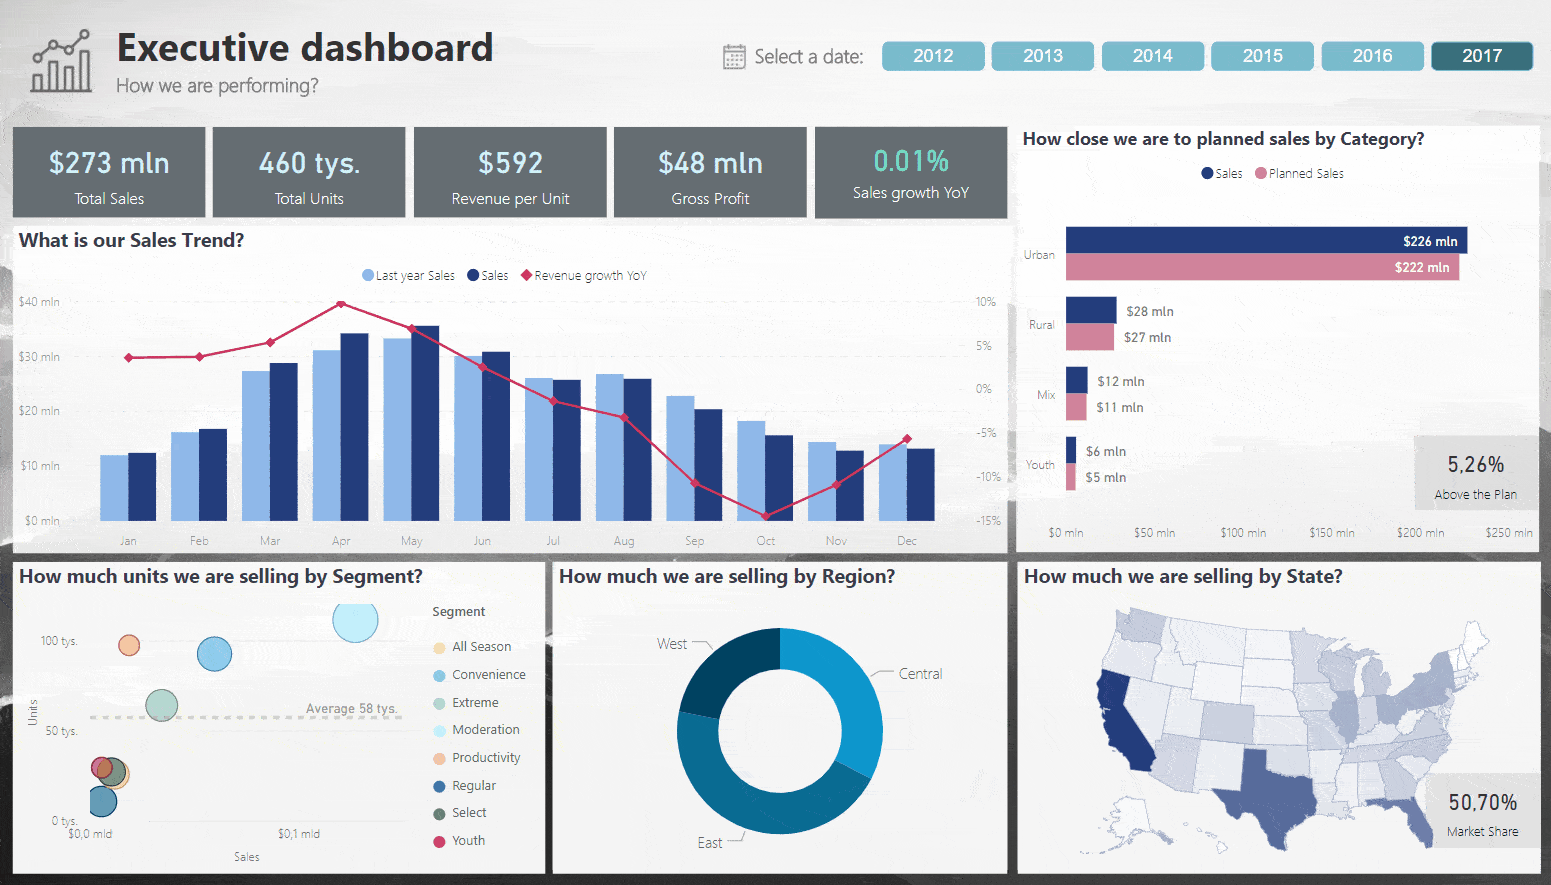 Executive dashboard
How we are performing?
Select a date:
2012
2013
2014
2015
2016
2017
$273 mln
Total Sales
460 tys.
Total Units
$592
Revenue per Unit
$48 mln
Gross Profit
0.01%
Sales growth YoY
What is our Sales Trend?
Last year Sales
Sales
Revenue growth YoY
$40 mln
$30 mln
$20 mln
$10 mln
$0 mln
10%
5%
0%
-5%
-10%
-15%
Jan
Feb
Mar
Apr
May
Jun
Jul
Aug
Sep
Oct
Nov
Dec
How close we are to planned sales by Category?
Sales
Planned Sales
Urban
$226 mln
$222 mln
Rural
$28 mln
$27 mln
Mix
$12 mln
$11 mln
Youth
$6 mln
$5 mln
5,26%
Above the Plan
$0 mln
$50 mln
$100 mln
$150 mln
$200 mln
$250 mln
How much units we are selling by Segment?
Units
100 tys.
50 tys.
0 tys.
Average 58 tys.
$0,0 mld
$0,1 mld
Sales
Segment
All Season
Convenience
Extreme
Moderation
Productivity
Regular
Select
Youth
How much we are selling by Region?
West
Central
East
How much we are selling by State?
50,70%
Market Share